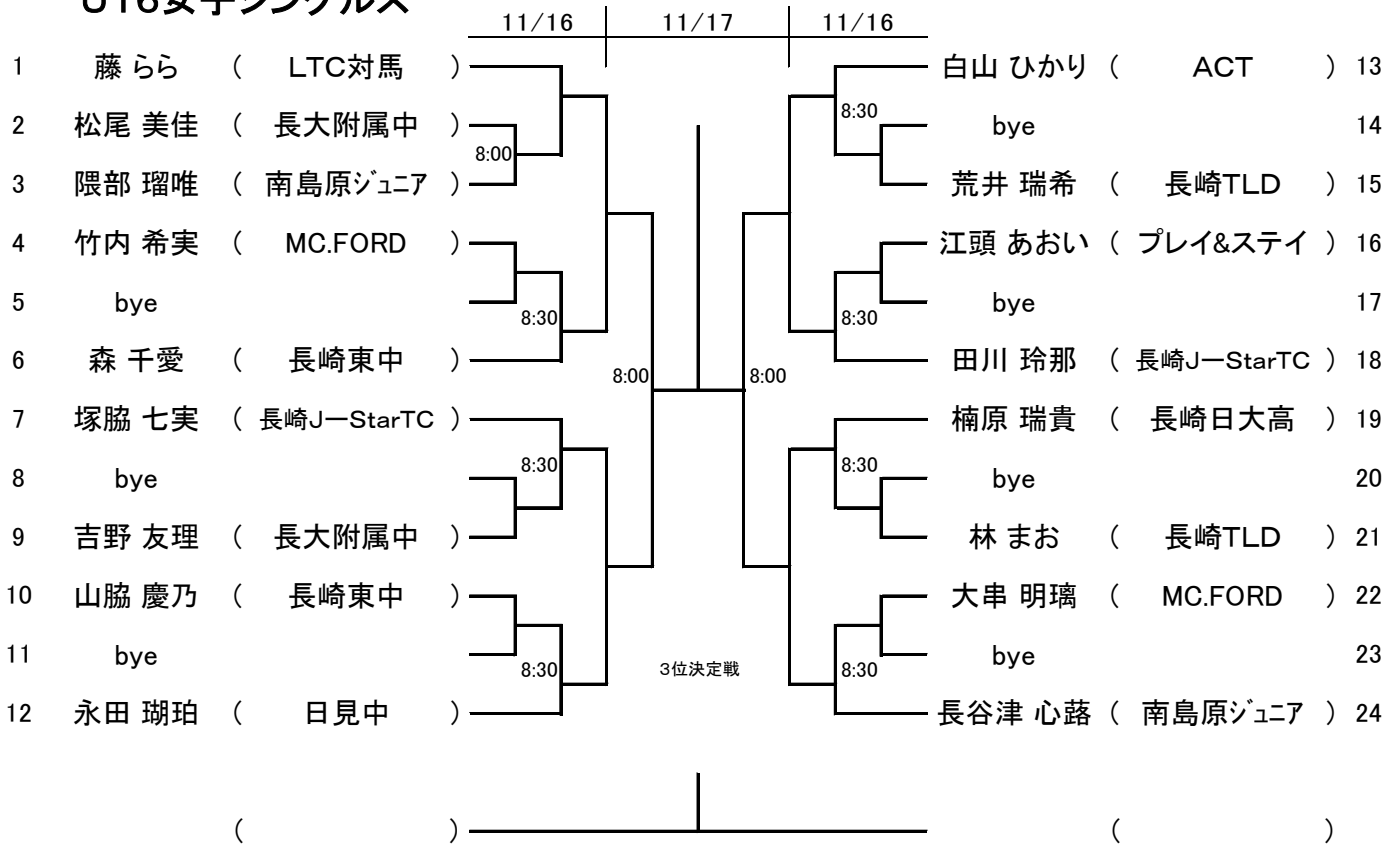 U16女子シングルス
11/16 11/17 11/16
1 藤 らら ( LTC対馬 ) 白山 ひかり ( ACT ) 13
8:30
2 松尾 美佳 ( 長大附属中 ) bye 14
8:00
3 隈部 瑠唯 ( 南島原ｼﾞｭﾆｱ ) 荒井 瑞希 ( 長崎TLD ) 15
4 竹内 希実 ( MC.FORD ) 江頭 あおい ( プレイ&ステイ ) 16
5 bye bye 17
8:30 8:30
6 森 千愛 ( 長崎東中 ) 田川 玲那 ( 長崎J－StarTC ) 18
8:00 8:00
7 塚脇 七実 ( 長崎J－StarTC ) 楠原 瑞貴 ( 長崎日大高 ) 19
8:30 8:30
8 bye bye 20
9 吉野 友理 ( 長大附属中 ) 林 まお ( 長崎TLD ) 21
10 山脇 慶乃 ( 長崎東中 ) 大串 明璃 ( MC.FORD ) 22
11 bye bye 23
8:30 3位決定戦 8:30
12 永田 瑚珀 ( 日見中 ) 長谷津 心蕗 ( 南島原ｼﾞｭﾆｱ ) 24
( ) ( )